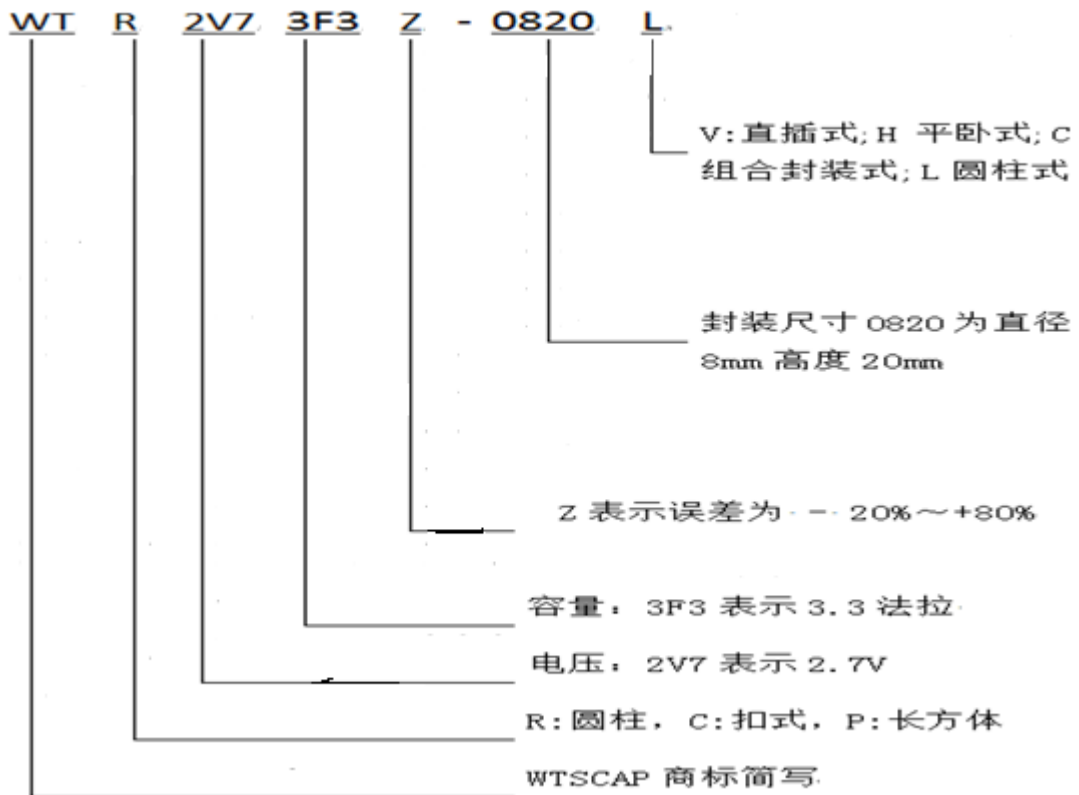 WT R 2V7 3F3 Z - 0820 L
V:直插式;H 平卧式;C
组合封装式;L 圆柱式
封装尺寸 0820 为直径
8mm 高度 20mm
Z 表示误差为 - 20%～+80%
容量：3F3 表示 3.3 法拉
电压：2V7 表示 2.7V
R:圆柱，C:扣式，P:长方体
WTSCAP 商标简写